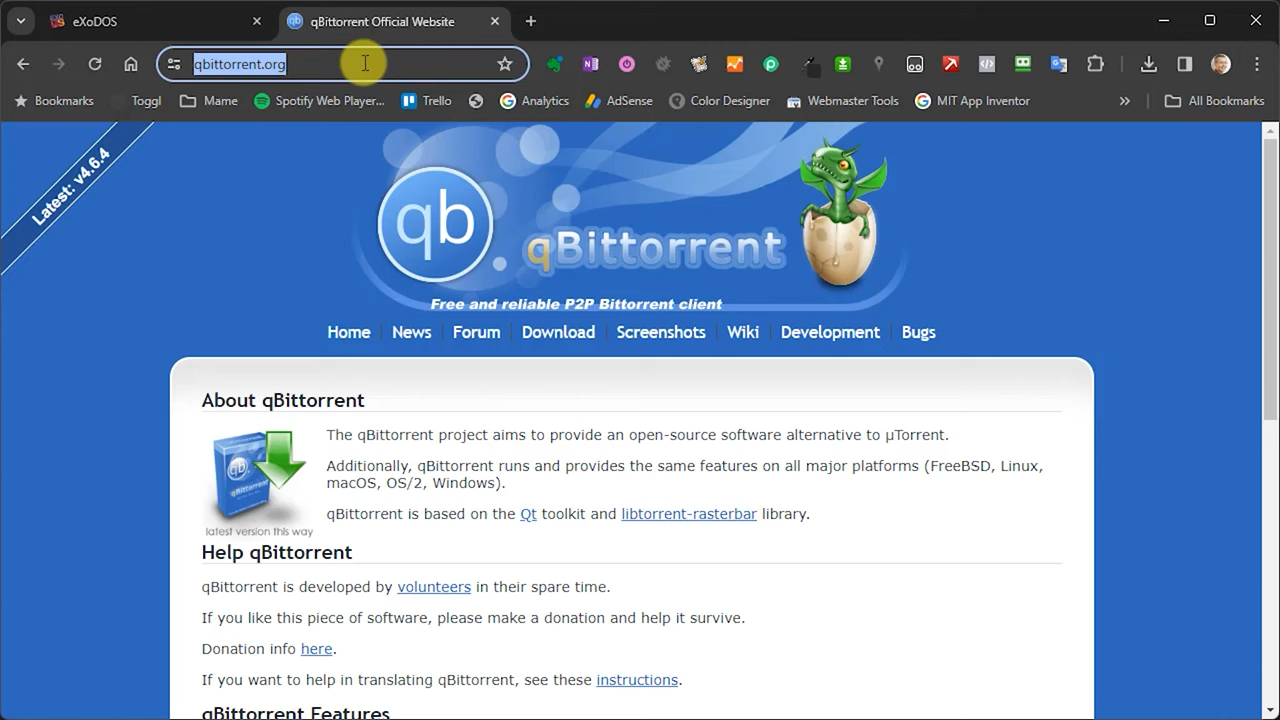 eXoDOS
qBittorrent Official Website
qbittorrent.org
Bookmarks
Toggl
Mame
Spotify Web Player...
Trello
Analytics
AdSense
Color Designer
Webmaster Tools
MIT App Inventor
All Bookmarks
Latest: v4.6.4
qb
qBittorrent
Free and reliable P2P Bittorrent client
Home
News
Forum
Download
Screenshots
Wiki
Development
Bugs
About qBittorrent
The qBittorrent project aims to provide an open-source software alternative to µTorrent.
Additionally, qBittorrent runs and provides the same features on all major platforms (FreeBSD, Linux,
macOS, OS/2, Windows).
qBittorrent is based on the Qt toolkit and libtorrent-rasterbar library.
latest version this way
Help qBittorrent
qBittorrent is developed by volunteers in their spare time.
If you like this piece of software, please make a donation and help it survive.
Donation info here.
If you want to help in translating qBittorrent, see these instructions.
qBittorrent Features